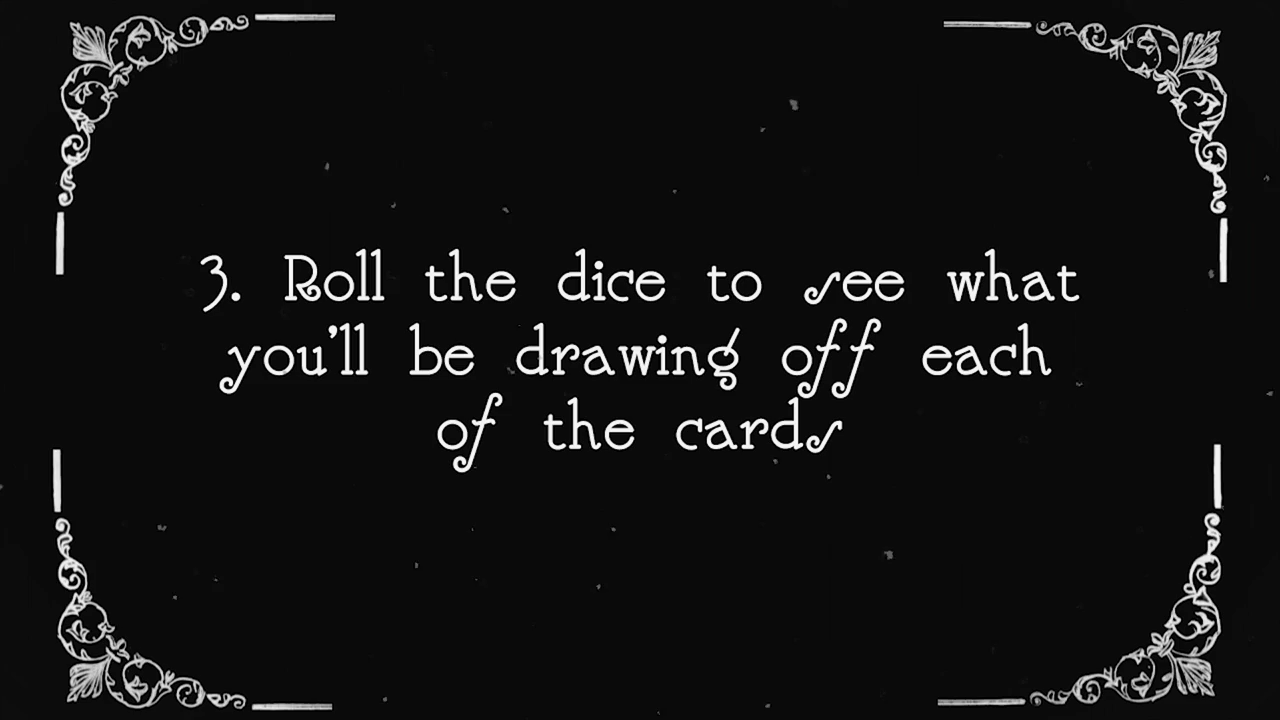 3. Roll the dice to see what
you'll be drawing off each
of the cards